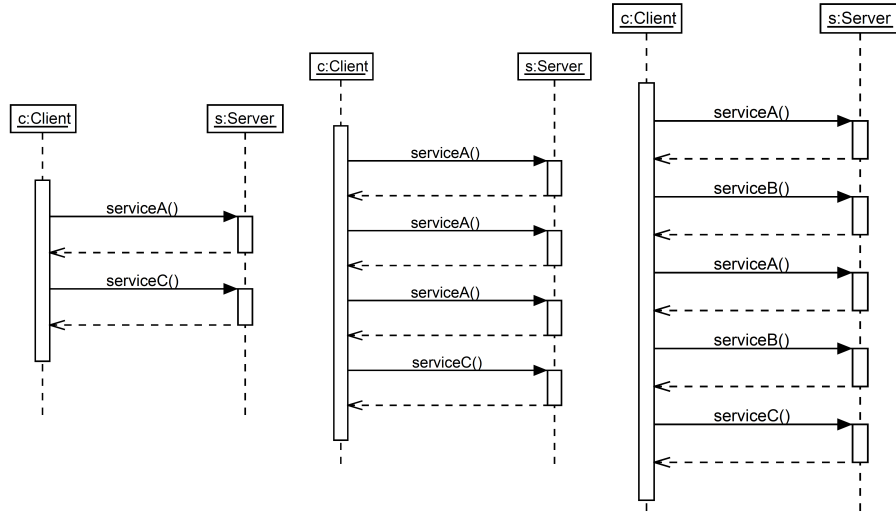 c:Client
s:Server
serviceA()
serviceC()
c:Client
s:Server
serviceA()
serviceA()
serviceA()
serviceC()
c:Client
s:Server
serviceA()
serviceB()
serviceA()
serviceB()
serviceC()